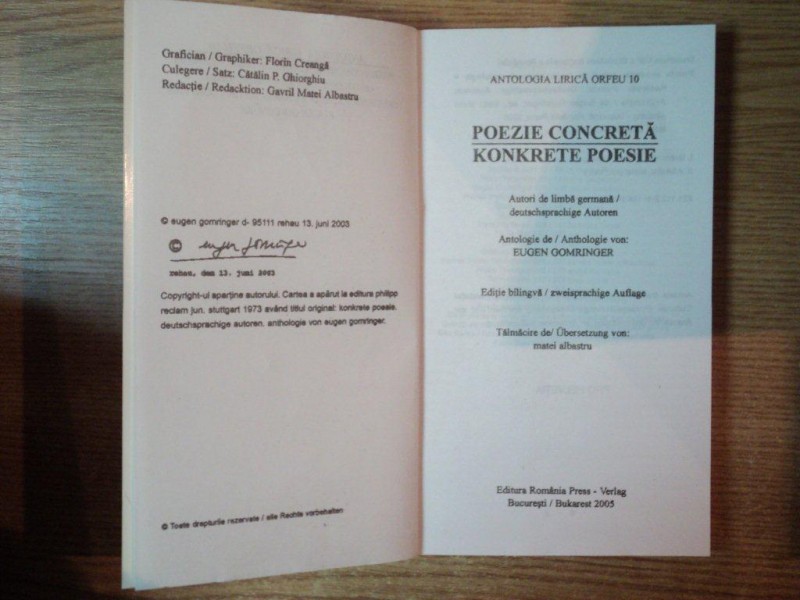 Grafician / Graphiker: Florin Creangă
Culegere / Satz: Cătălin P. Ghiorghiu
Redacţie / Redacktion: Gavril Matei Albastru
© eugen gomringer d- 95111 rehau 13. juni 2003
© eugen gomringer
rehau, den 13. juni 2003
Copyright-ul aparţine autorului. Cartea a apărut la editura philipp
reclam jun. stuttgart 1973 având titlul original: konkrete poesie.
deutschsprachige autoren. anthologie von eugen gomringer.
© Toate drepturile rezervate / alle Rechte vorbehalten
ANTOLOGIA LIRICĂ ORFEU 10
POEZIE CONCRETĂ
KONKRETE POESIE
Autori de limbă germană /
deutschsprachige Autoren
Antologie de / Anthologie von:
EUGEN GOMRINGER
Ediţie bilingvă / zweisprachige Auflage
Tălmăcire de/ Übersetzung von:
matei albastru
Editura România Press - Verlag
Bucureşti / Bukarest 2005